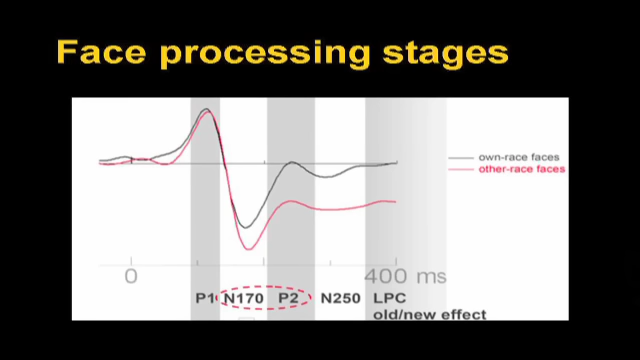 Face processing stages
own-race faces
other-race faces
0
400 ms
P1 N170 P2 N250 LPC
old/new effect